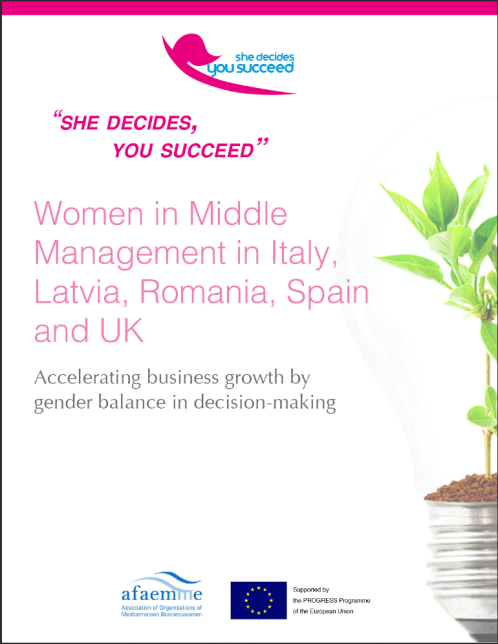 she decides
you succeed
“SHE DECIDES,
YOU SUCCEED”
Women in Middle
Management in Italy,
Latvia, Romania, Spain
and UK
Accelerating business growth by
gender balance in decision-making
afaemme
Association of Organisations of
Mediterranean Businesswomen
Supported by
the PROGRESS Programme
of the European Union